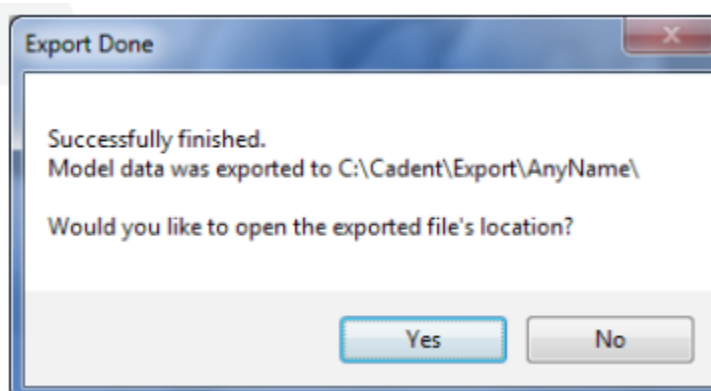 Export Done
Successfully finished.
Model data was exported to C:\Cadent\Export\AnyName\
Would you like to open the exported file's location?
Yes
No